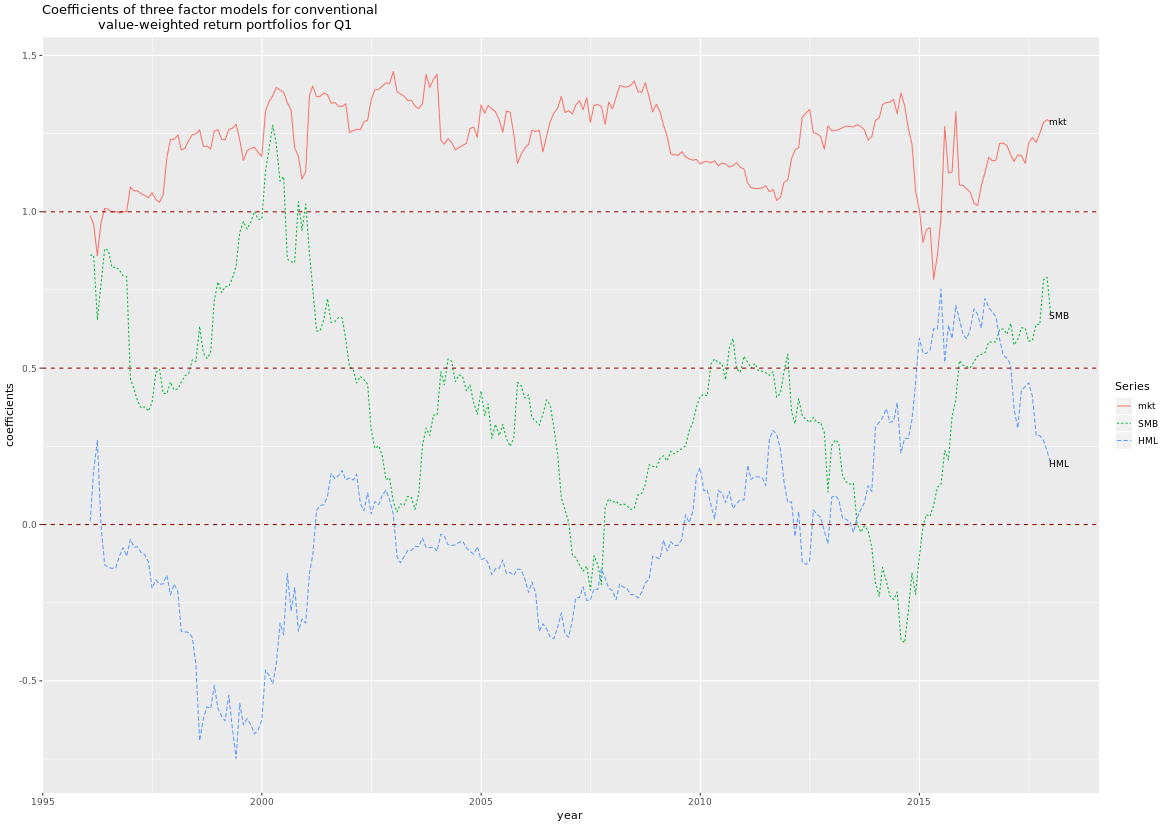 Coefficients of three factor models for conventional
value-weighted return portfolios for Q1
1.5
1.0
0.5
0.0
-0.5
coefficients
mkt
SMB
HML
1995
2000
2005
2010
2015
year
Series
mkt
SMB
HML